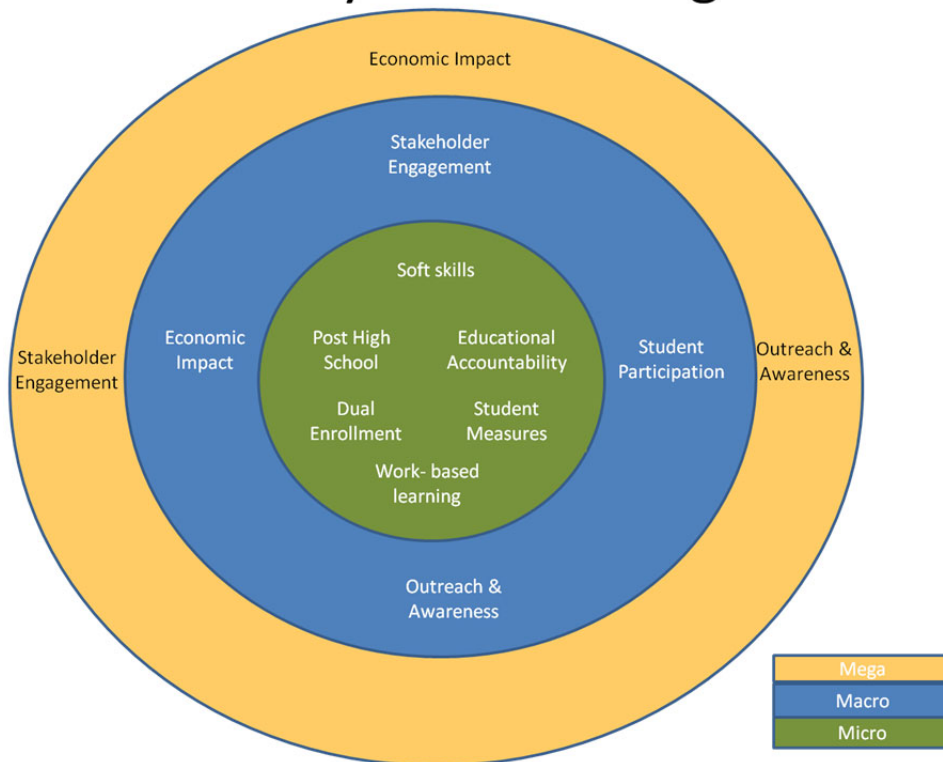 Economic Impact
Stakeholder
Engagement
Soft skills
Economic
Impact
Post High
School
Educational
Accountability
Student
Participation
Stakeholder
Engagement
Outreach &
Awareness
Dual
Enrollment
Student
Measures
Work- based
learning
Outreach &
Awareness
Mega
Macro
Micro